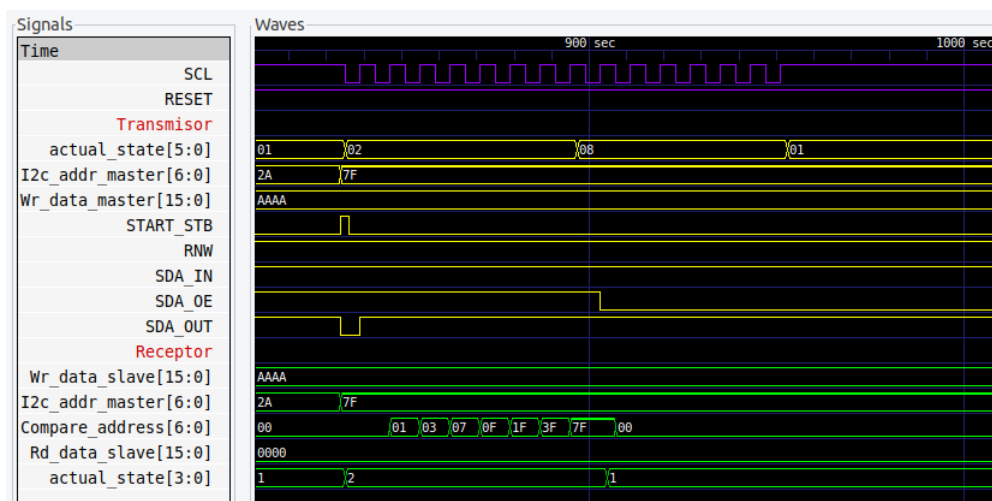 Signals
Waves
Time
900 sec
1000 sec
SCL
RESET
Transmisor
actual_state[5:0] 01 02 08 01
I2c_addr_master[6:0] 2A 7F
Wr_data_master[15:0] AAAA
START_STB
RNW
SDA_IN
SDA_OE
SDA_OUT
Receptor
Wr_data_slave[15:0] AAAA
I2c_addr_master[6:0] 2A 7F
Compare_address[6:0] 00 01 03 07 0F 1F 3F 7F 00
Rd_data_slave[15:0] 0000
actual_state[3:0] 1 2 1